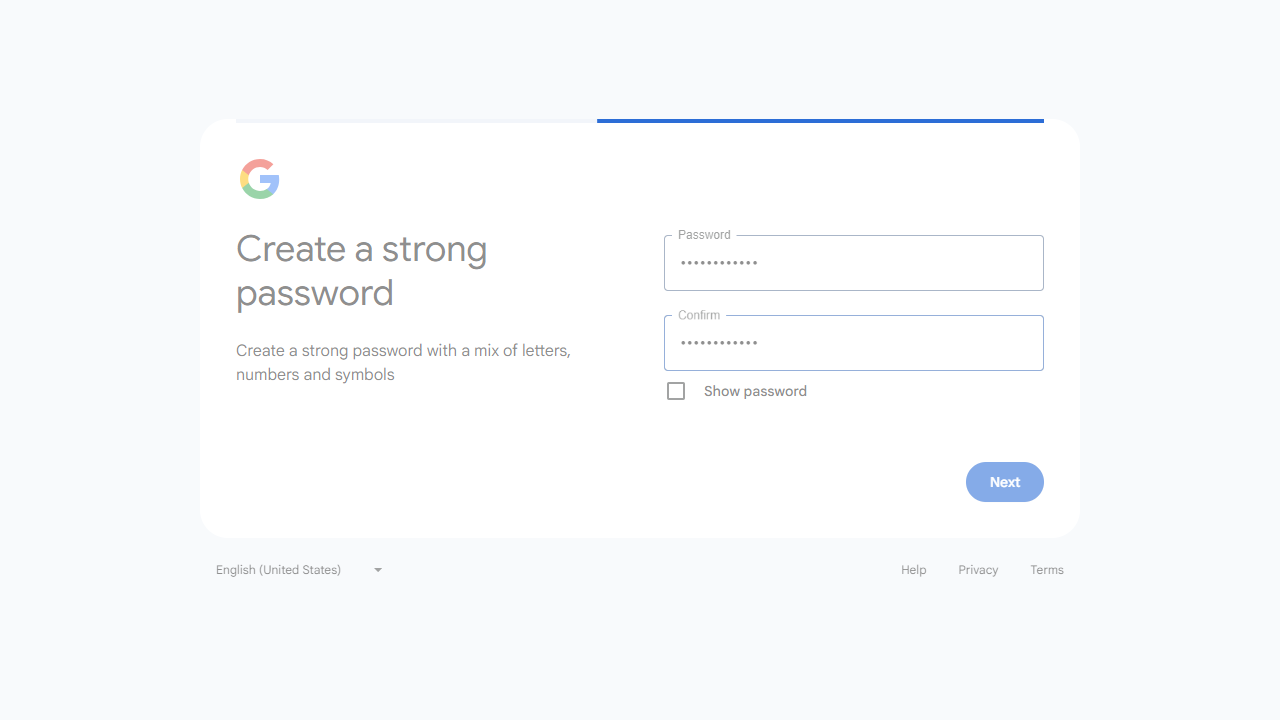 Create a strong
password
Create a strong password with a mix of letters,
numbers and symbols
Password
••••••••••••
Confirm
••••••••••••
Show password
Next
English (United States)
Help
Privacy
Terms